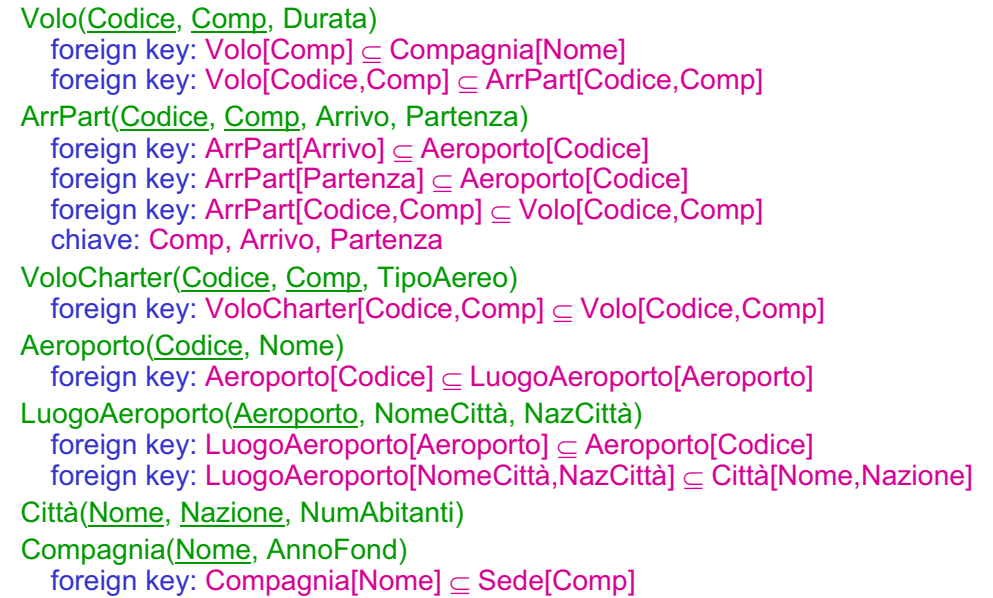 Volo(Codice, Comp, Durata)
foreign key: Volo[Comp] ⊆ Compagnia[Nome]
foreign key: Volo[Codice,Comp] ⊆ ArrPart[Codice,Comp]
ArrPart(Codice, Comp, Arrivo, Partenza)
foreign key: ArrPart[Arrivo] ⊆ Aeroporto[Codice]
foreign key: ArrPart[Partenza] ⊆ Aeroporto[Codice]
foreign key: ArrPart[Codice,Comp] ⊆ Volo[Codice,Comp]
chiave: Comp, Arrivo, Partenza
VoloCharter(Codice, Comp, TipoAereo)
foreign key: VoloCharter[Codice,Comp] ⊆ Volo[Codice,Comp]
Aeroporto(Codice, Nome)
foreign key: Aeroporto[Codice] ⊆ LuogoAeroporto[Aeroporto]
LuogoAeroporto(Aeroporto, NomeCittà, NazCittà)
foreign key: LuogoAeroporto[Aeroporto] ⊆ Aeroporto[Codice]
foreign key: LuogoAeroporto[NomeCittà,NazCittà] ⊆ Città[Nome,Nazione]
Città(Nome, Nazione, NumAbitanti)
Compagnia(Nome, AnnoFond)
foreign key: Compagnia[Nome] ⊆ Sede[Comp]